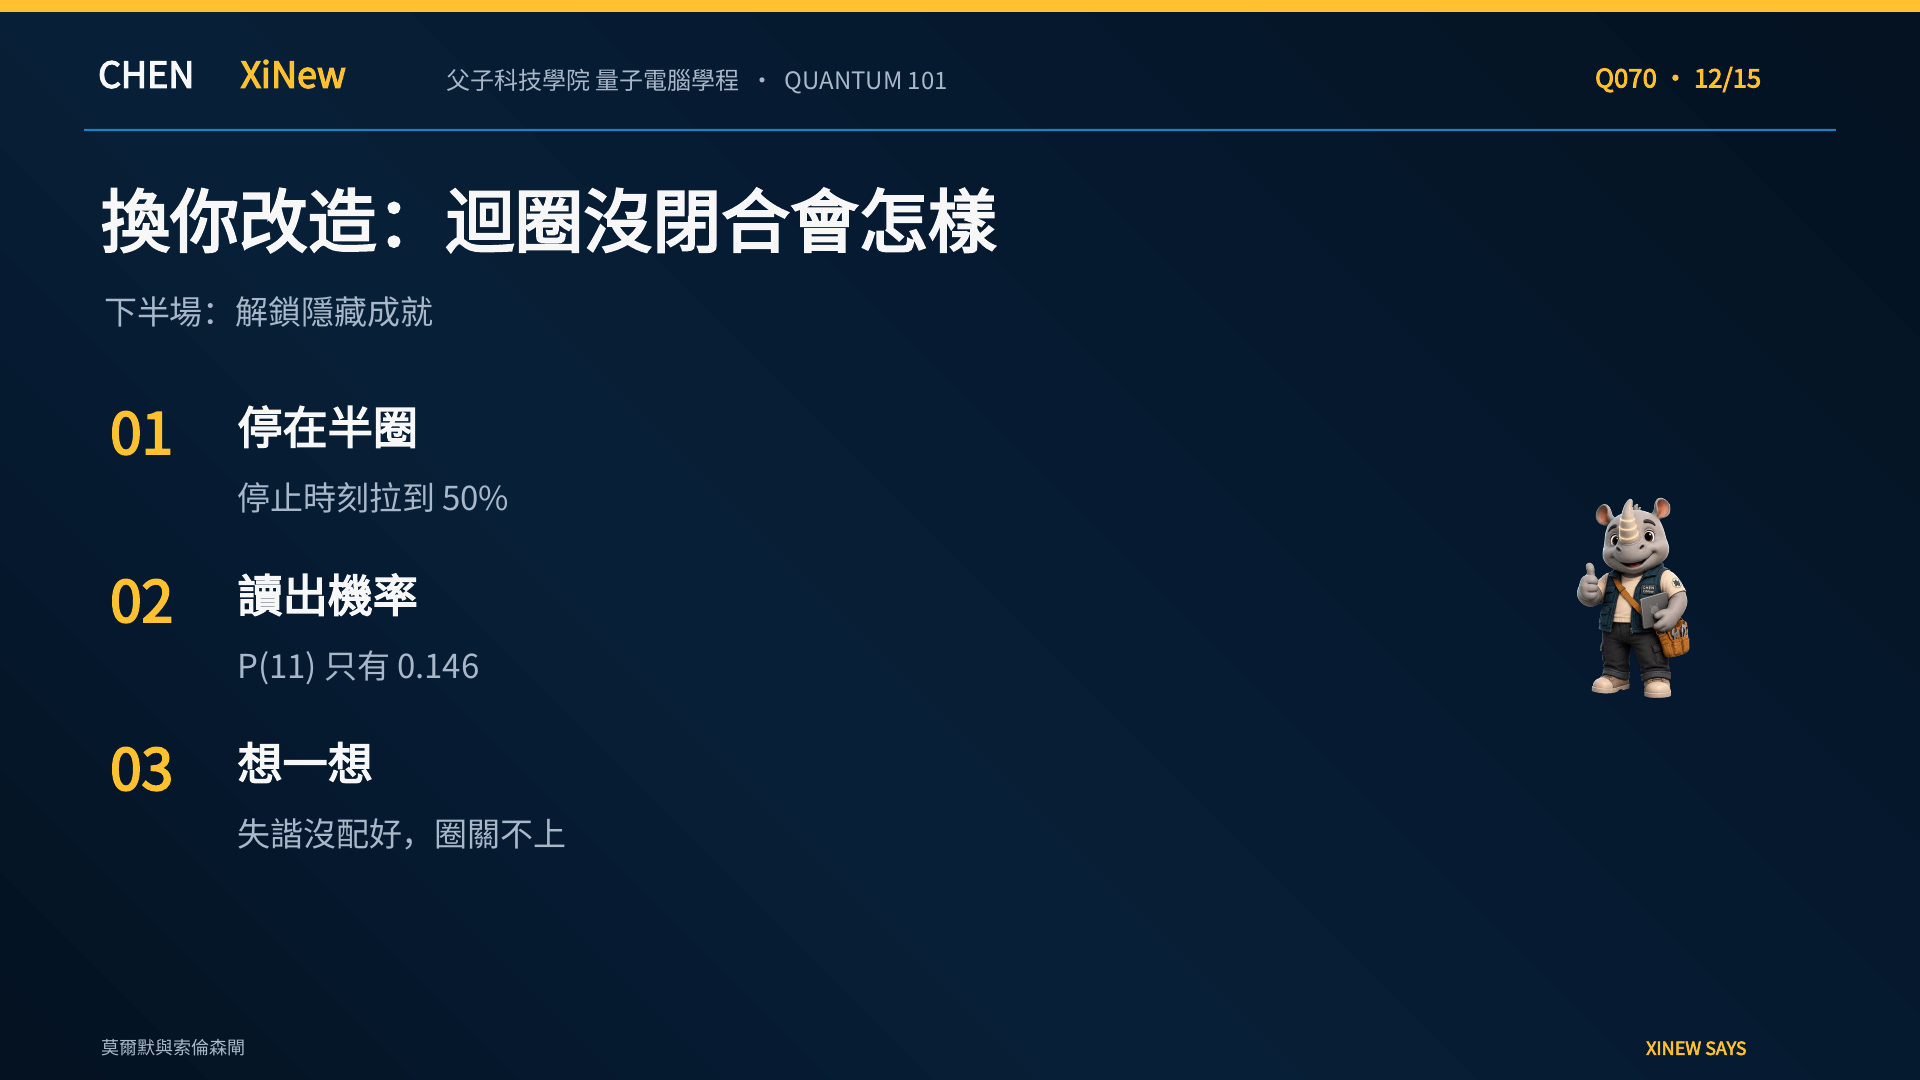 CHEN XiNew 父子科技學院 量子電腦學程 · QUANTUM 101 Q070 · 12/15
換你改造：迴圈沒閉合會怎樣
下半場：解鎖隱藏成就
01 停在半圈
停止時刻拉到 50%
02 讀出機率
P(11) 只有 0.146
03 想一想
失諧沒配好，圈關不上
莫爾默與索倫森閘 XINEW SAYS